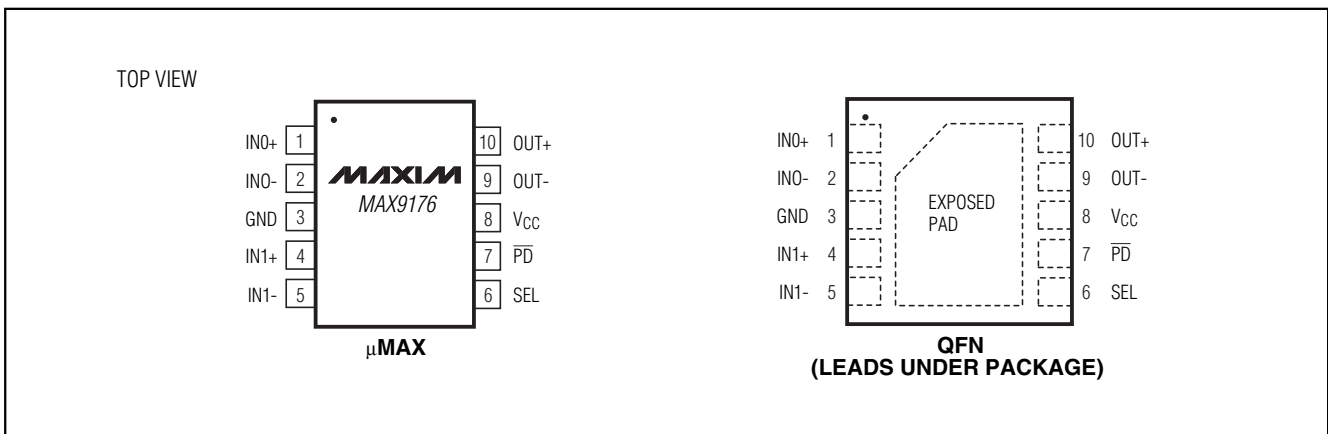 TOP VIEW
IN0+ 1
IN0- 2
GND 3
IN1+ 4
IN1- 5
MAXIM
MAX9176
10 OUT+
9 OUT-
8 VCC
7 P̅D̅
6 SEL
µMAX
IN0+ 1
IN0- 2
GND 3
IN1+ 4
IN1- 5
EXPOSED
PAD
10 OUT+
9 OUT-
8 VCC
7 P̅D̅
6 SEL
QFN
(LEADS UNDER PACKAGE)